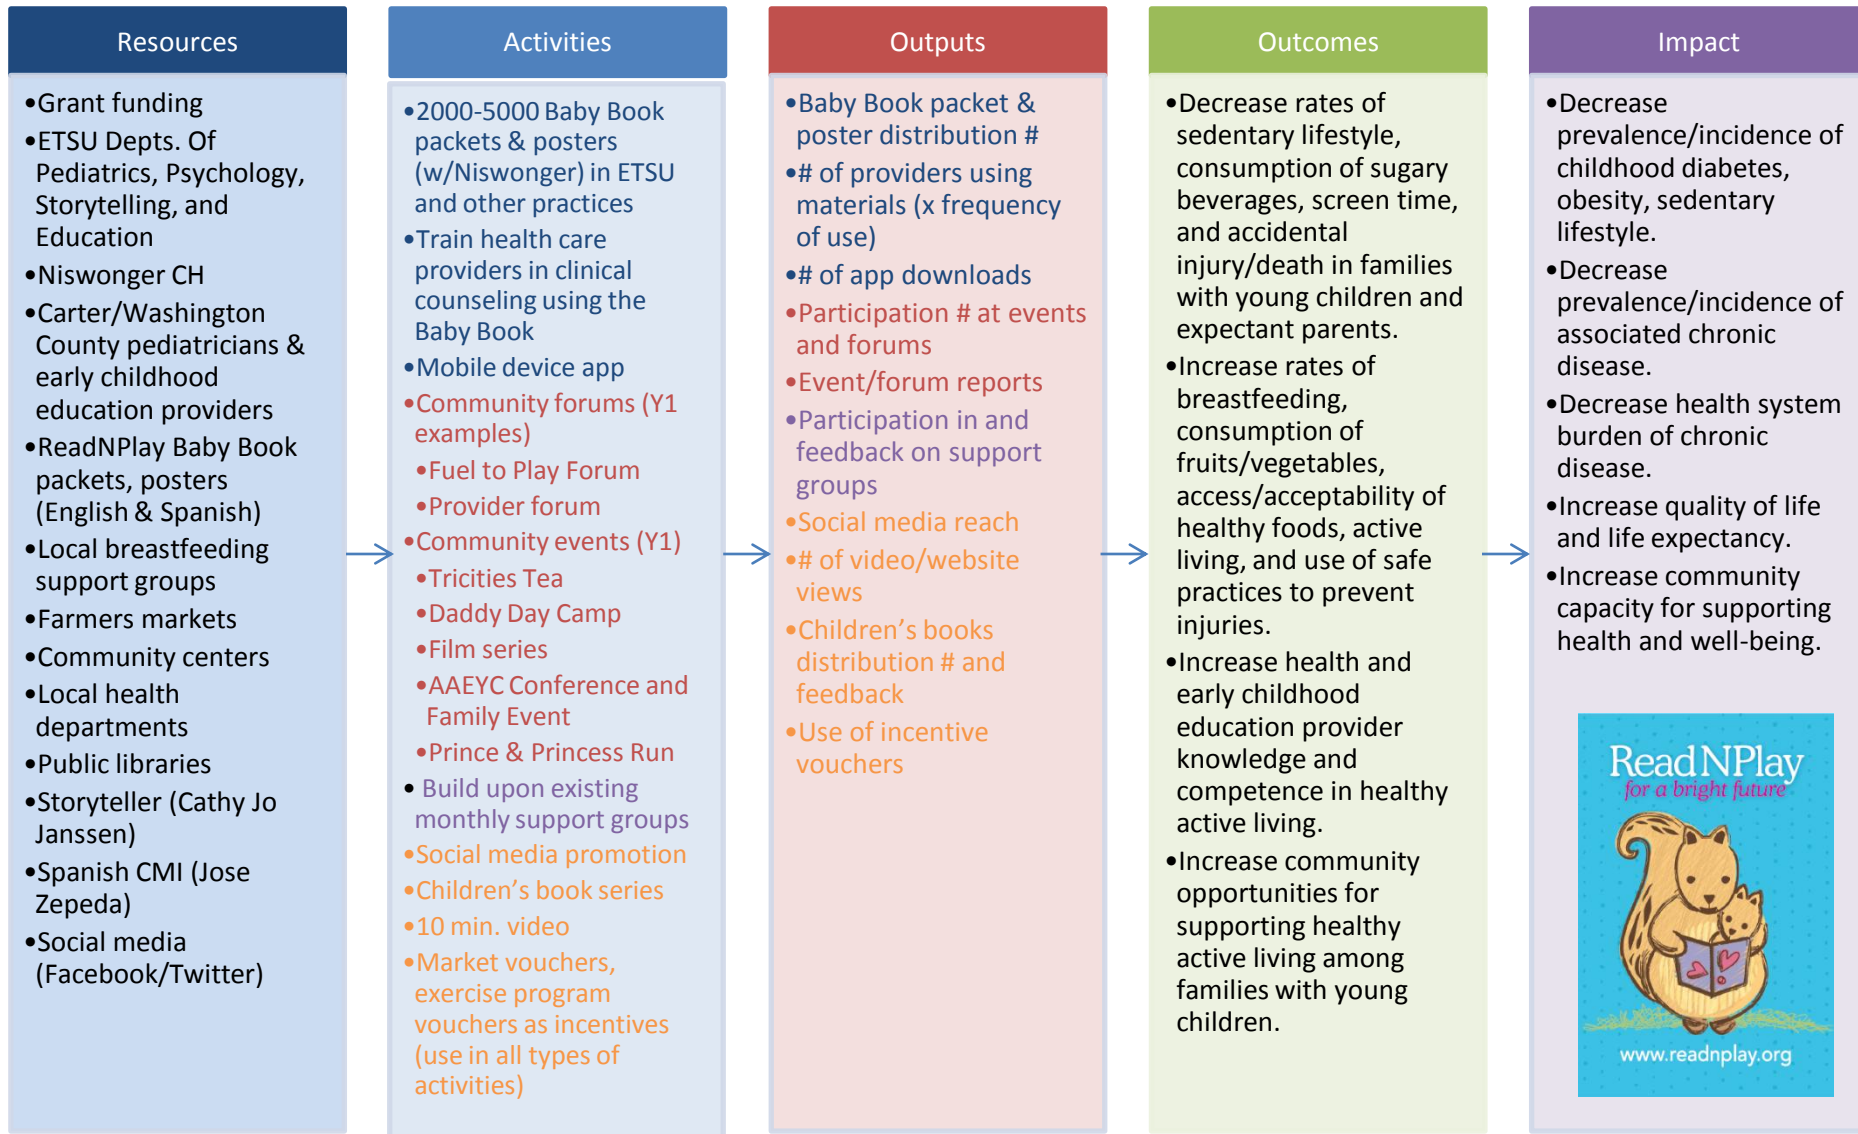 Resources
•Grant funding
•ETSU Depts. Of
Pediatrics, Psychology,
Storytelling, and
Education
•Niswonger CH
•Carter/Washington
County pediatricians &
early childhood
education providers
•ReadNPlay Baby Book
packets, posters
(English & Spanish)
•Local breastfeeding
support groups
•Farmers markets
•Community centers
•Local health
departments
•Public libraries
•Storyteller (Cathy Jo
Janssen)
•Spanish CMI (Jose
Zepeda)
•Social media
(Facebook/Twitter)
Activities
•2000-5000 Baby Book
packets & posters
(w/Niswonger) in ETSU
and other practices
•Train health care
providers in clinical
counseling using the
Baby Book
•Mobile device app
•Community forums (Y1
examples)
•Fuel to Play Forum
•Provider forum
•Community events (Y1)
•Tricities Tea
•Daddy Day Camp
•Film series
•AAEYC Conference and
Family Event
•Prince & Princess Run
• Build upon existing
monthly support groups
•Social media promotion
•Children's book series
•10 min. video
•Market vouchers,
exercise program
vouchers as incentives
(use in all types of
activities)
Outputs
•Baby Book packet &
poster distribution #
•# of providers using
materials (x frequency
of use)
•# of app downloads
•Participation # at events
and forums
•Event/forum reports
•Participation in and
feedback on support
groups
•Social media reach
•# of video/website
views
•Children's books
distribution # and
feedback
•Use of incentive
vouchers
Outcomes
•Decrease rates of
sedentary lifestyle,
consumption of sugary
beverages, screen time,
and accidental
injury/death in families
with young children and
expectant parents.
•Increase rates of
breastfeeding,
consumption of
fruits/vegetables,
access/acceptability of
healthy foods, active
living, and use of safe
practices to prevent
injuries.
•Increase health and
early childhood
education provider
knowledge and
competence in healthy
active living.
•Increase community
opportunities for
supporting healthy
active living among
families with young
children.
Impact
•Decrease
prevalence/incidence of
childhood diabetes,
obesity, sedentary
lifestyle.
•Decrease
prevalence/incidence of
associated chronic
disease.
•Decrease health system
burden of chronic
disease.
•Increase quality of life
and life expectancy.
•Increase community
capacity for supporting
health and well-being.
ReadNPlay
for a bright future
www.readnplay.org